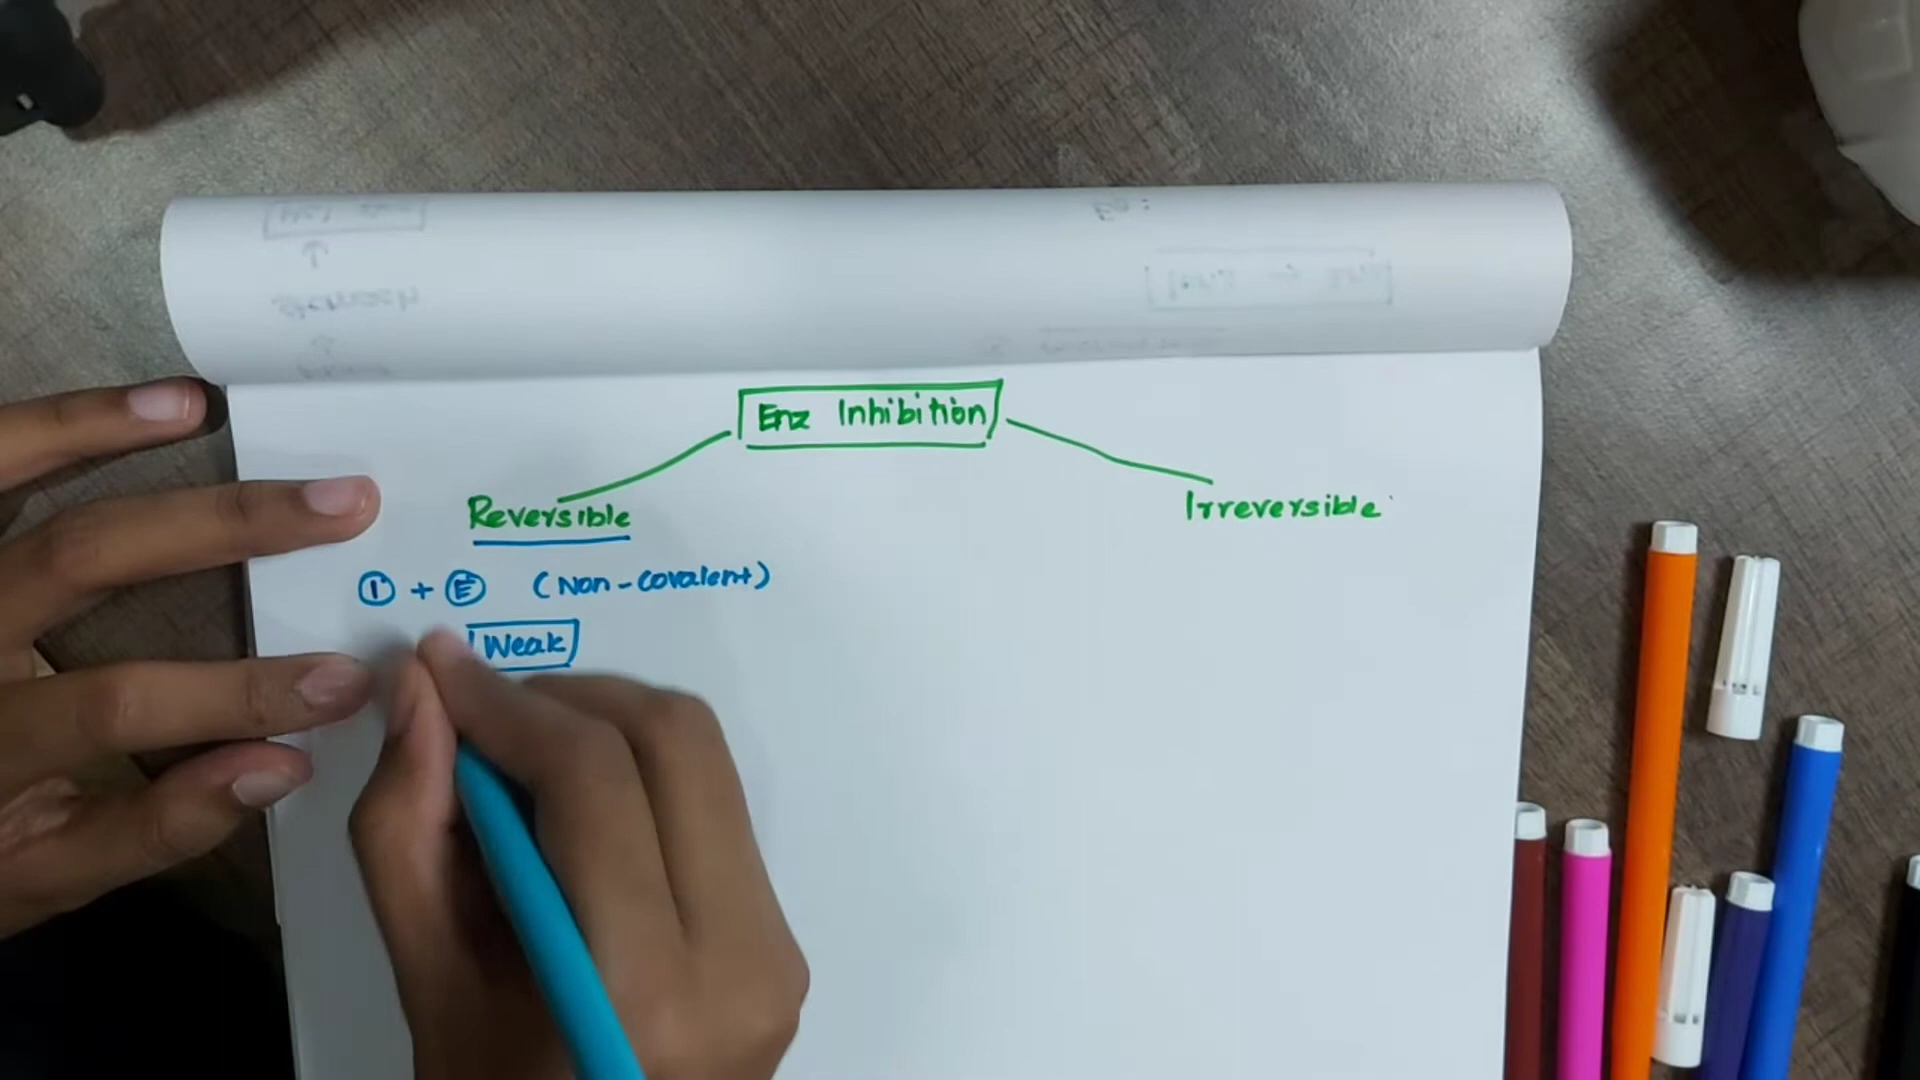 Enz Inhibition
Reversible
Irreversible
I + E (Non-covalent)
Weak